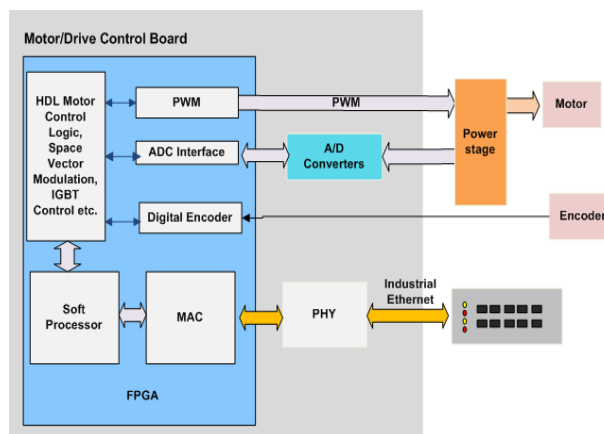 Motor/Drive Control Board
HDL Motor
Control
Logic,
Space
Vector
Modulation,
IGBT
Control etc.
PWM
PWM
ADC Interface
A/D
Converters
Power
stage
Motor
Digital Encoder
Encoder
Soft
Processor
MAC
PHY
Industrial
Ethernet
FPGA